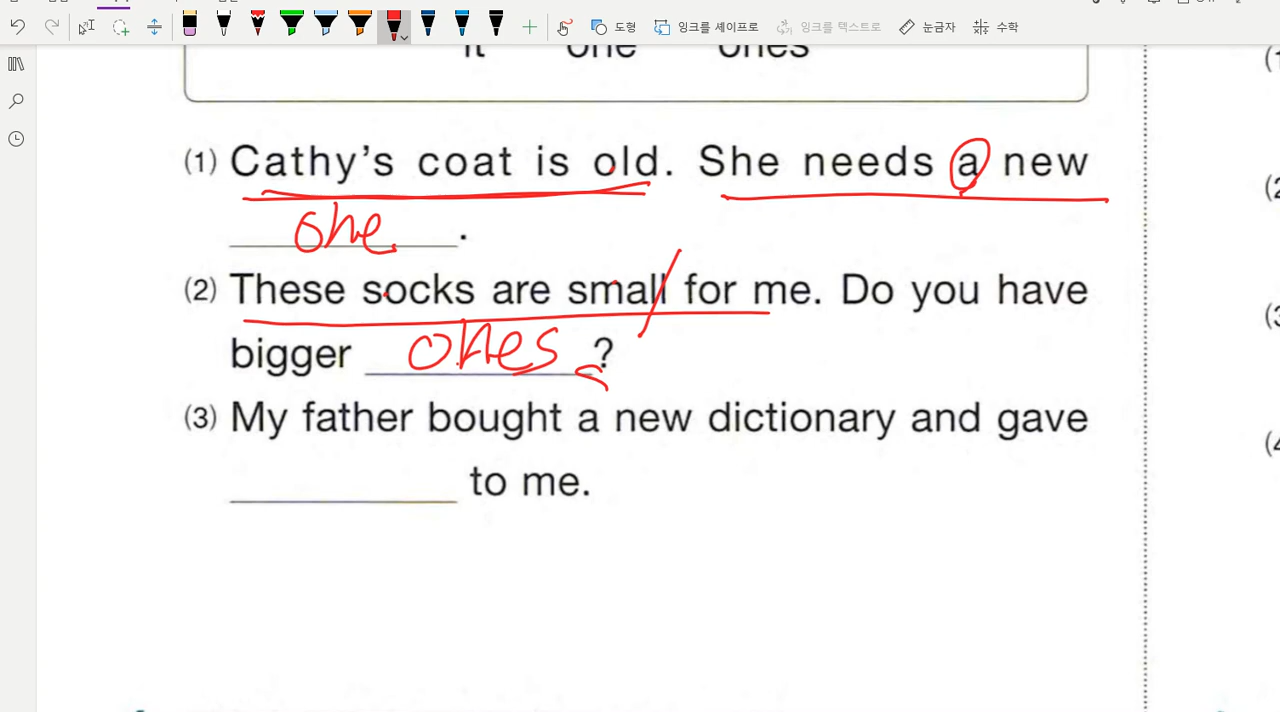 도형
잉크를 셰이프로
잉크를 텍스트로
눈금자
수학
it one ones
(1) Cathy's coat is old. She needs a new
one.
(2) These socks are small for me. Do you have
bigger ones?
(3) My father bought a new dictionary and gave
to me.